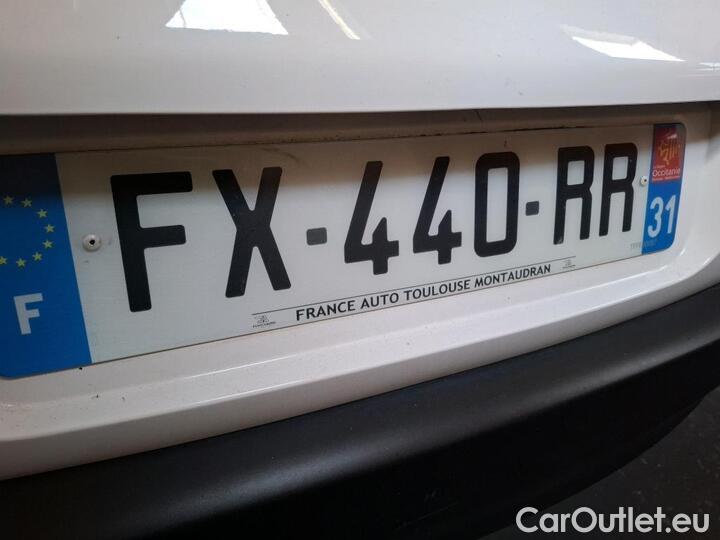 F
FX-440-RR
Occitanie
31
FRANCE AUTO TOULOUSE MONTAUDRAN
CarOutlet.eu